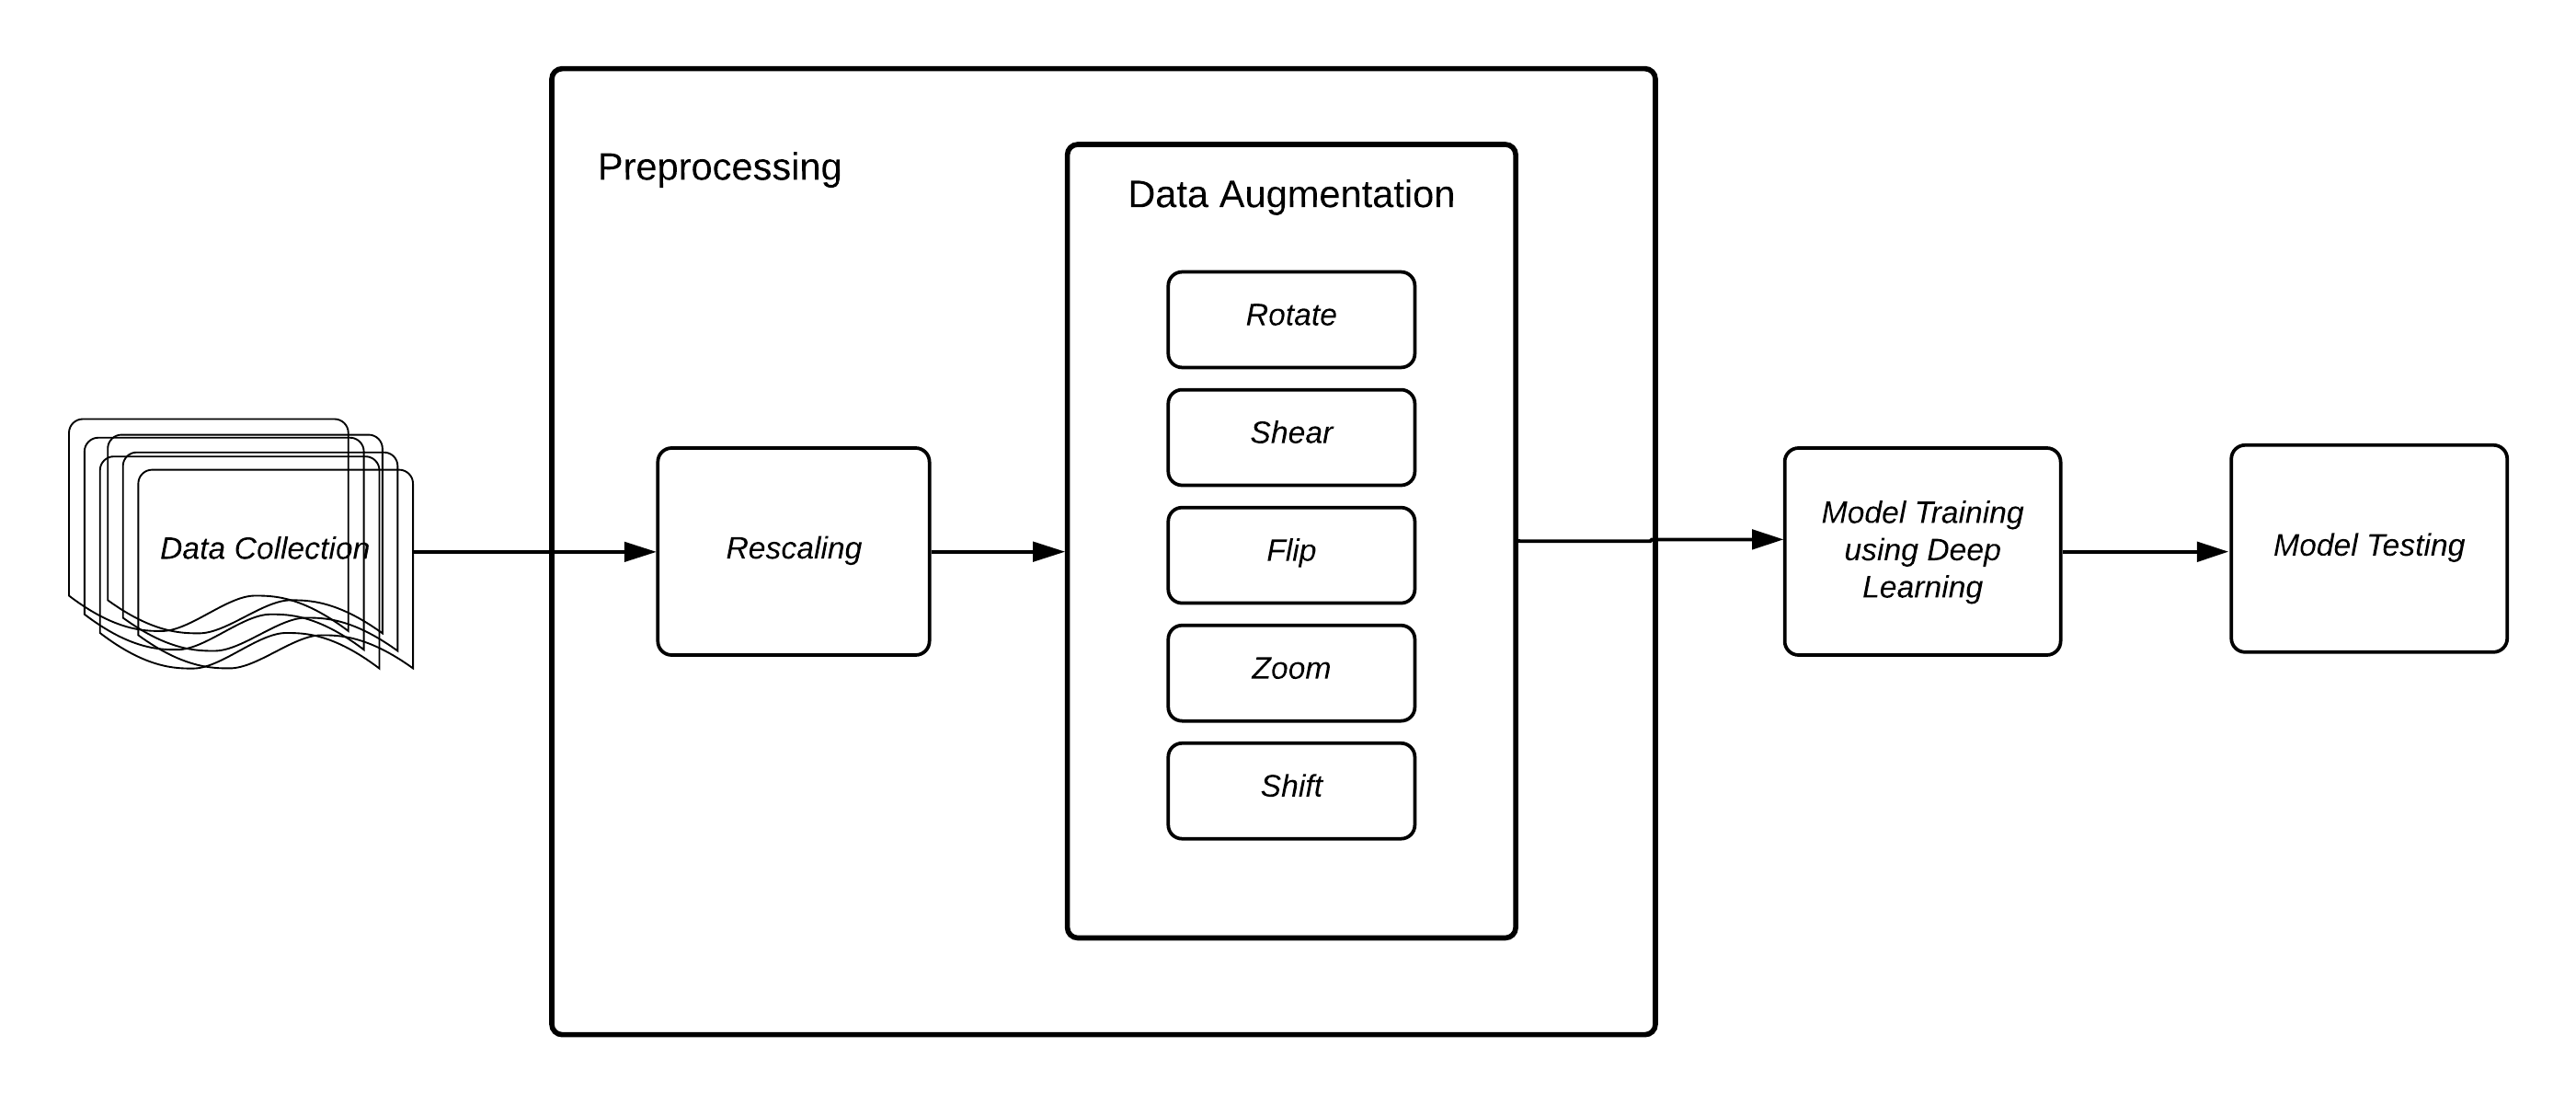 Preprocessing
Data Augmentation
Rotate
Shear
Flip
Zoom
Shift
Data Collection
Rescaling
Model Training
using Deep
Learning
Model Testing